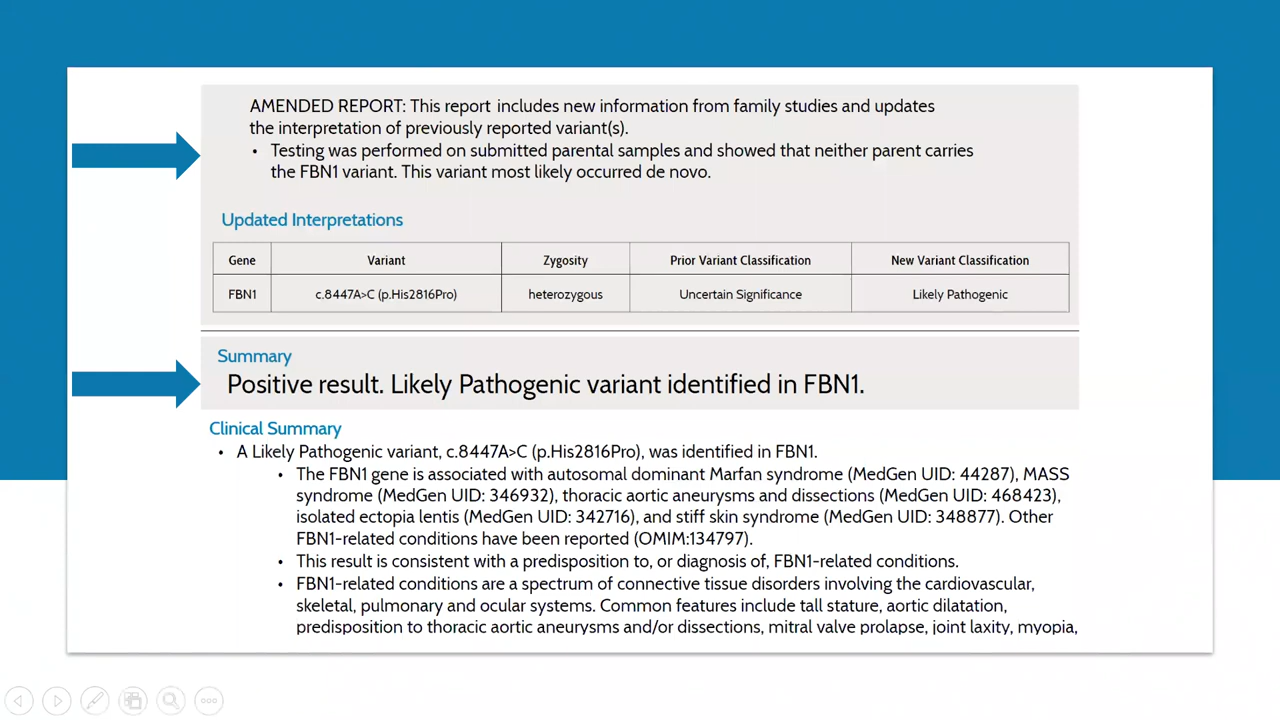 AMENDED REPORT: This report includes new information from family studies and updates
the interpretation of previously reported variant(s).
• Testing was performed on submitted parental samples and showed that neither parent carries
the FBN1 variant. This variant most likely occurred de novo.
Updated Interpretations
Gene Variant Zygosity Prior Variant Classification New Variant Classification
FBN1 c.8447A>C (p.His2816Pro) heterozygous Uncertain Significance Likely Pathogenic
Summary
Positive result. Likely Pathogenic variant identified in FBN1.
Clinical Summary
• A Likely Pathogenic variant, c.8447A>C (p.His2816Pro), was identified in FBN1.
• The FBN1 gene is associated with autosomal dominant Marfan syndrome (MedGen UID: 44287), MASS
syndrome (MedGen UID: 346932), thoracic aortic aneurysms and dissections (MedGen UID: 468423),
isolated ectopia lentis (MedGen UID: 342716), and stiff skin syndrome (MedGen UID: 348877). Other
FBN1-related conditions have been reported (OMIM:134797).
• This result is consistent with a predisposition to, or diagnosis of, FBN1-related conditions.
• FBN1-related conditions are a spectrum of connective tissue disorders involving the cardiovascular,
skeletal, pulmonary and ocular systems. Common features include tall stature, aortic dilatation,
predisposition to thoracic aortic aneurysms and/or dissections, mitral valve prolapse, joint laxity, myopia,